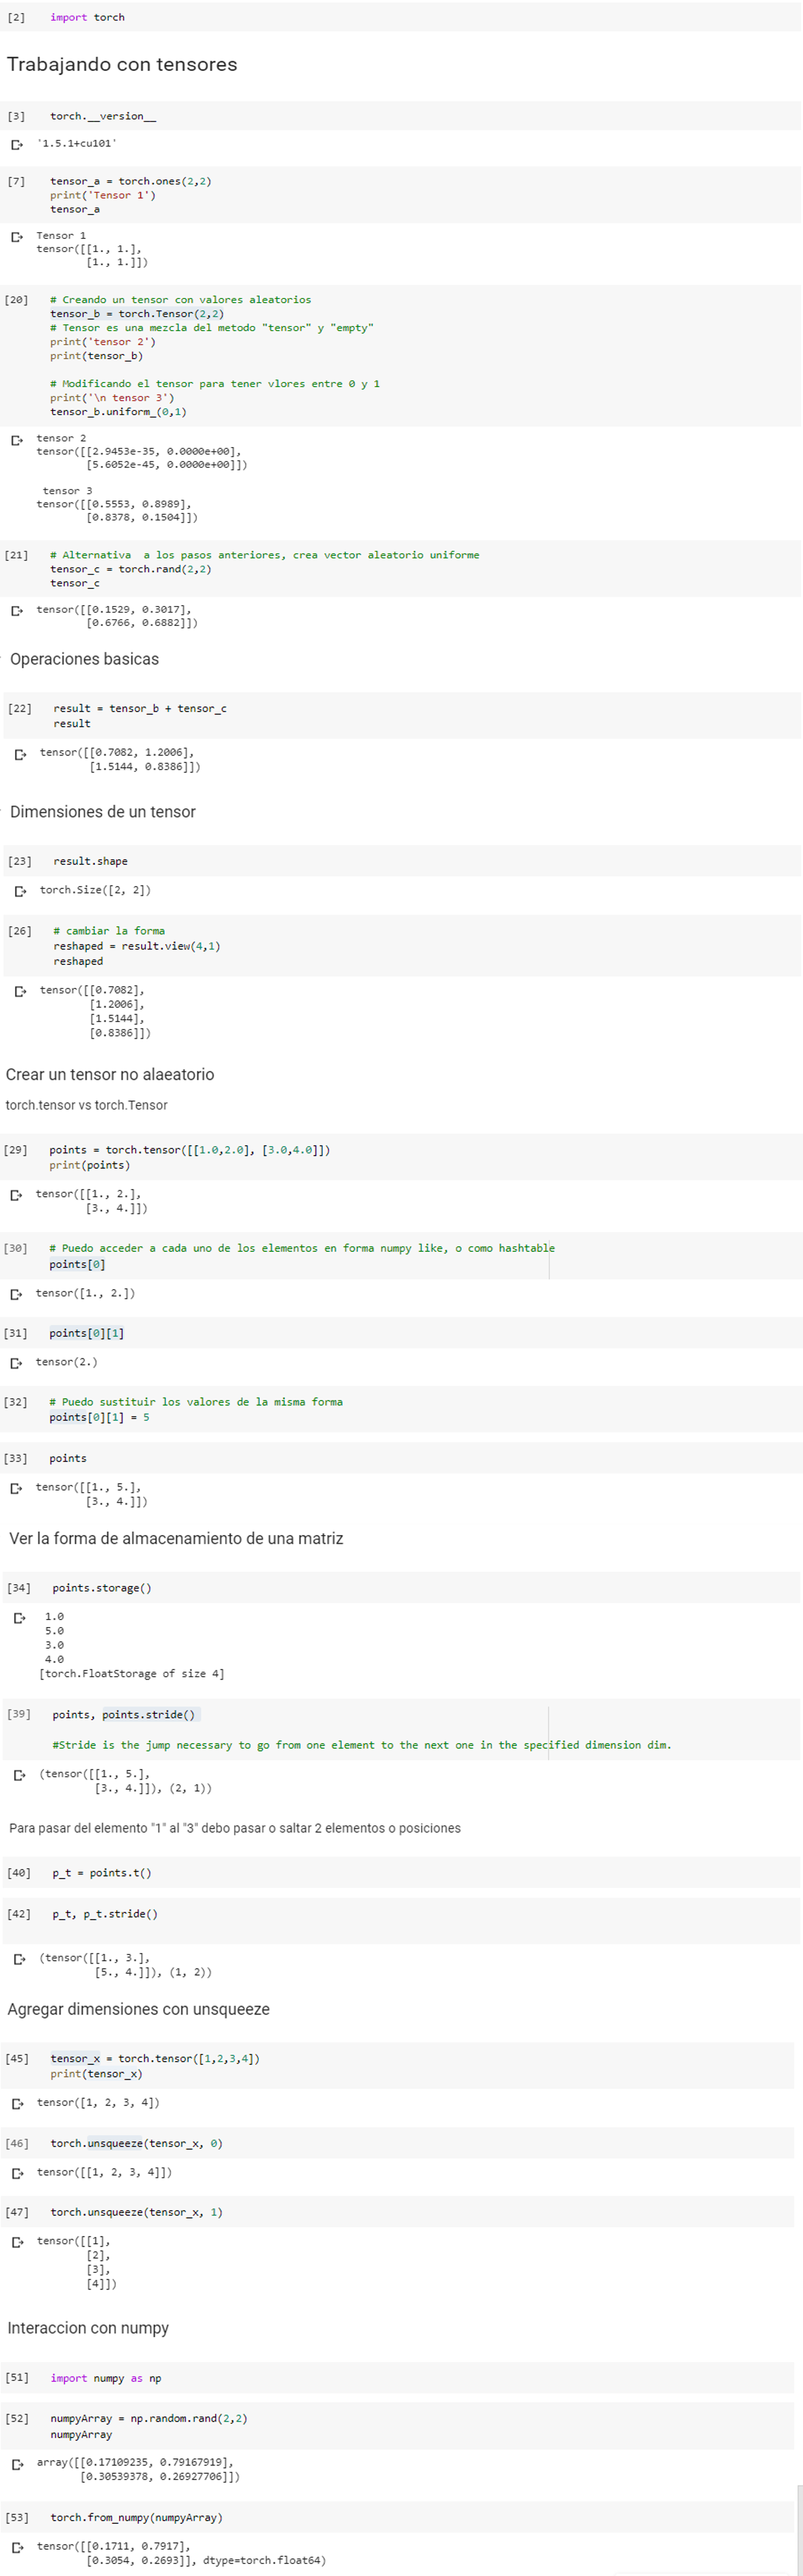 [2] import torch
Trabajando con tensores
[3] torch.__version__
'1.5.1+cu101'
[7] tensor_a = torch.ones(2,2)
print('Tensor 1')
tensor_a
Tensor 1
tensor([[1., 1.],
[1., 1.]])
[20] # Creando un tensor con valores aleatorios
tensor_b = torch.Tensor(2,2)
# Tensor es una mezcla del metodo "tensor" y "empty"
print('tensor 2')
print(tensor_b)
# Modificando el tensor para tener vlores entre 0 y 1
print('\n tensor 3')
tensor_b.uniform_(0,1)
tensor 2
tensor([[2.9453e-35, 0.0000e+00],
[5.6052e-45, 0.0000e+00]])
tensor 3
tensor([[0.5553, 0.8989],
[0.8378, 0.1504]])
[21] # Alternativa  a los pasos anteriores, crea vector aleatorio uniforme
tensor_c = torch.rand(2,2)
tensor_c
tensor([[0.1529, 0.3017],
[0.6766, 0.6882]])
Operaciones basicas
[22] result = tensor_b + tensor_c
result
tensor([[0.7082, 1.2006],
[1.5144, 0.8386]])
Dimensiones de un tensor
[23] result.shape
torch.Size([2, 2])
[26] # cambiar la forma
reshaped = result.view(4,1)
reshaped
tensor([[0.7082],
[1.2006],
[1.5144],
[0.8386]])
Crear un tensor no alaeatorio
torch.tensor vs torch.Tensor
[29] points = torch.tensor([[1.0,2.0], [3.0,4.0]])
print(points)
tensor([[1., 2.],
[3., 4.]])
[30] # Puedo acceder a cada uno de los elementos en forma numpy like, o como hashtable
points[0]
tensor([1., 2.])
[31] points[0][1]
tensor(2.)
[32] # Puedo sustituir los valores de la misma forma
points[0][1] = 5
[33] points
tensor([[1., 5.],
[3., 4.]])
Ver la forma de almacenamiento de una matriz
[34] points.storage()
1.0
5.0
3.0
4.0
[torch.FloatStorage of size 4]
[39] points, points.stride()
#Stride is the jump necessary to go from one element to the next one in the specified dimension dim.
(tensor([[1., 5.],
[3., 4.]]), (2, 1))
Para pasar del elemento "1" al "3" debo pasar o saltar 2 elementos o posiciones
[40] p_t = points.t()
[42] p_t, p_t.stride()
(tensor([[1., 3.],
[5., 4.]]), (1, 2))
Agregar dimensiones con unsqueeze
[45] tensor_x = torch.tensor([1,2,3,4])
print(tensor_x)
tensor([1, 2, 3, 4])
[46] torch.unsqueeze(tensor_x, 0)
tensor([[1, 2, 3, 4]])
[47] torch.unsqueeze(tensor_x, 1)
tensor([[1],
[2],
[3],
[4]])
Interaccion con numpy
[51] import numpy as np
[52] numpyArray = np.random.rand(2,2)
numpyArray
array([[0.17109235, 0.79167919],
[0.30539378, 0.26927706]])
[53] torch.from_numpy(numpyArray)
tensor([[0.1711, 0.7917],
[0.3054, 0.2693]], dtype=torch.float64)